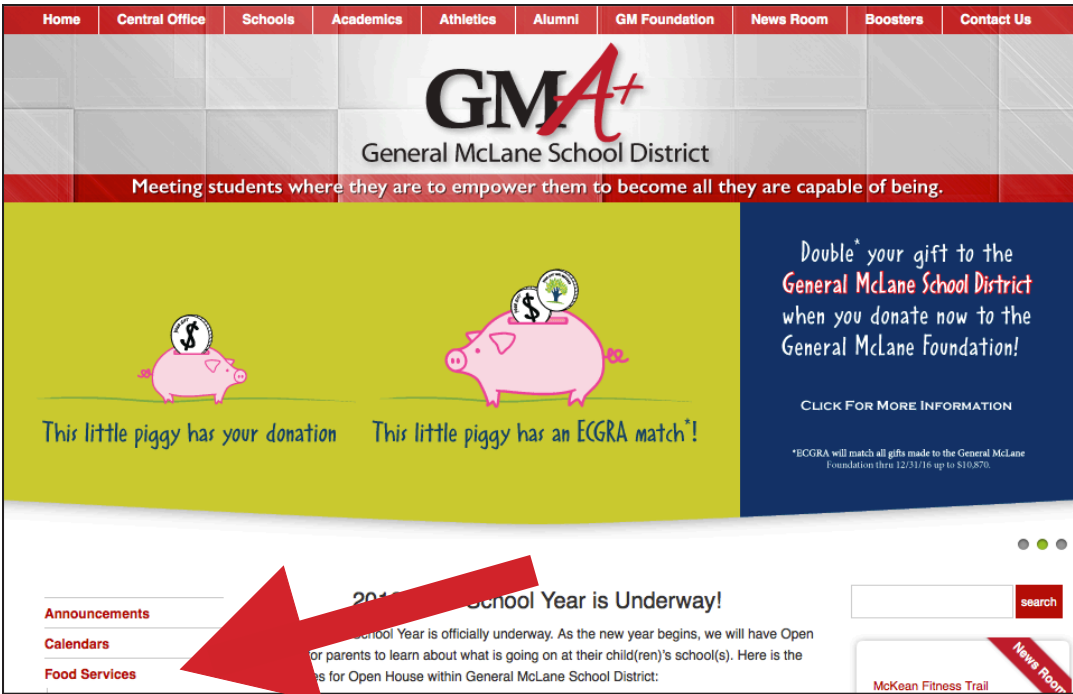 Home Central Office Schools Academics Athletics Alumni GM Foundation News Room Boosters Contact Us
GMA+
General McLane School District
Meeting students where they are to empower them to become all they are capable of being.
This little piggy has your donation
This little piggy has an ECGRA match*!
Double* your gift to the
General McLane School District
when you donate now to the
General McLane Foundation!
CLICK FOR MORE INFORMATION
*ECGRA will match all gifts made to the General McLane
Foundation thru 12/31/16 up to $10,870.
Announcements
Calendars
Food Services
School Year is Underway!
School Year is officially underway. As the new year begins, we will have Open
for parents to learn about what is going on at their child(ren)'s school(s). Here is the
for Open House within General McLane School District:
search
News Room
McKean Fitness Trail